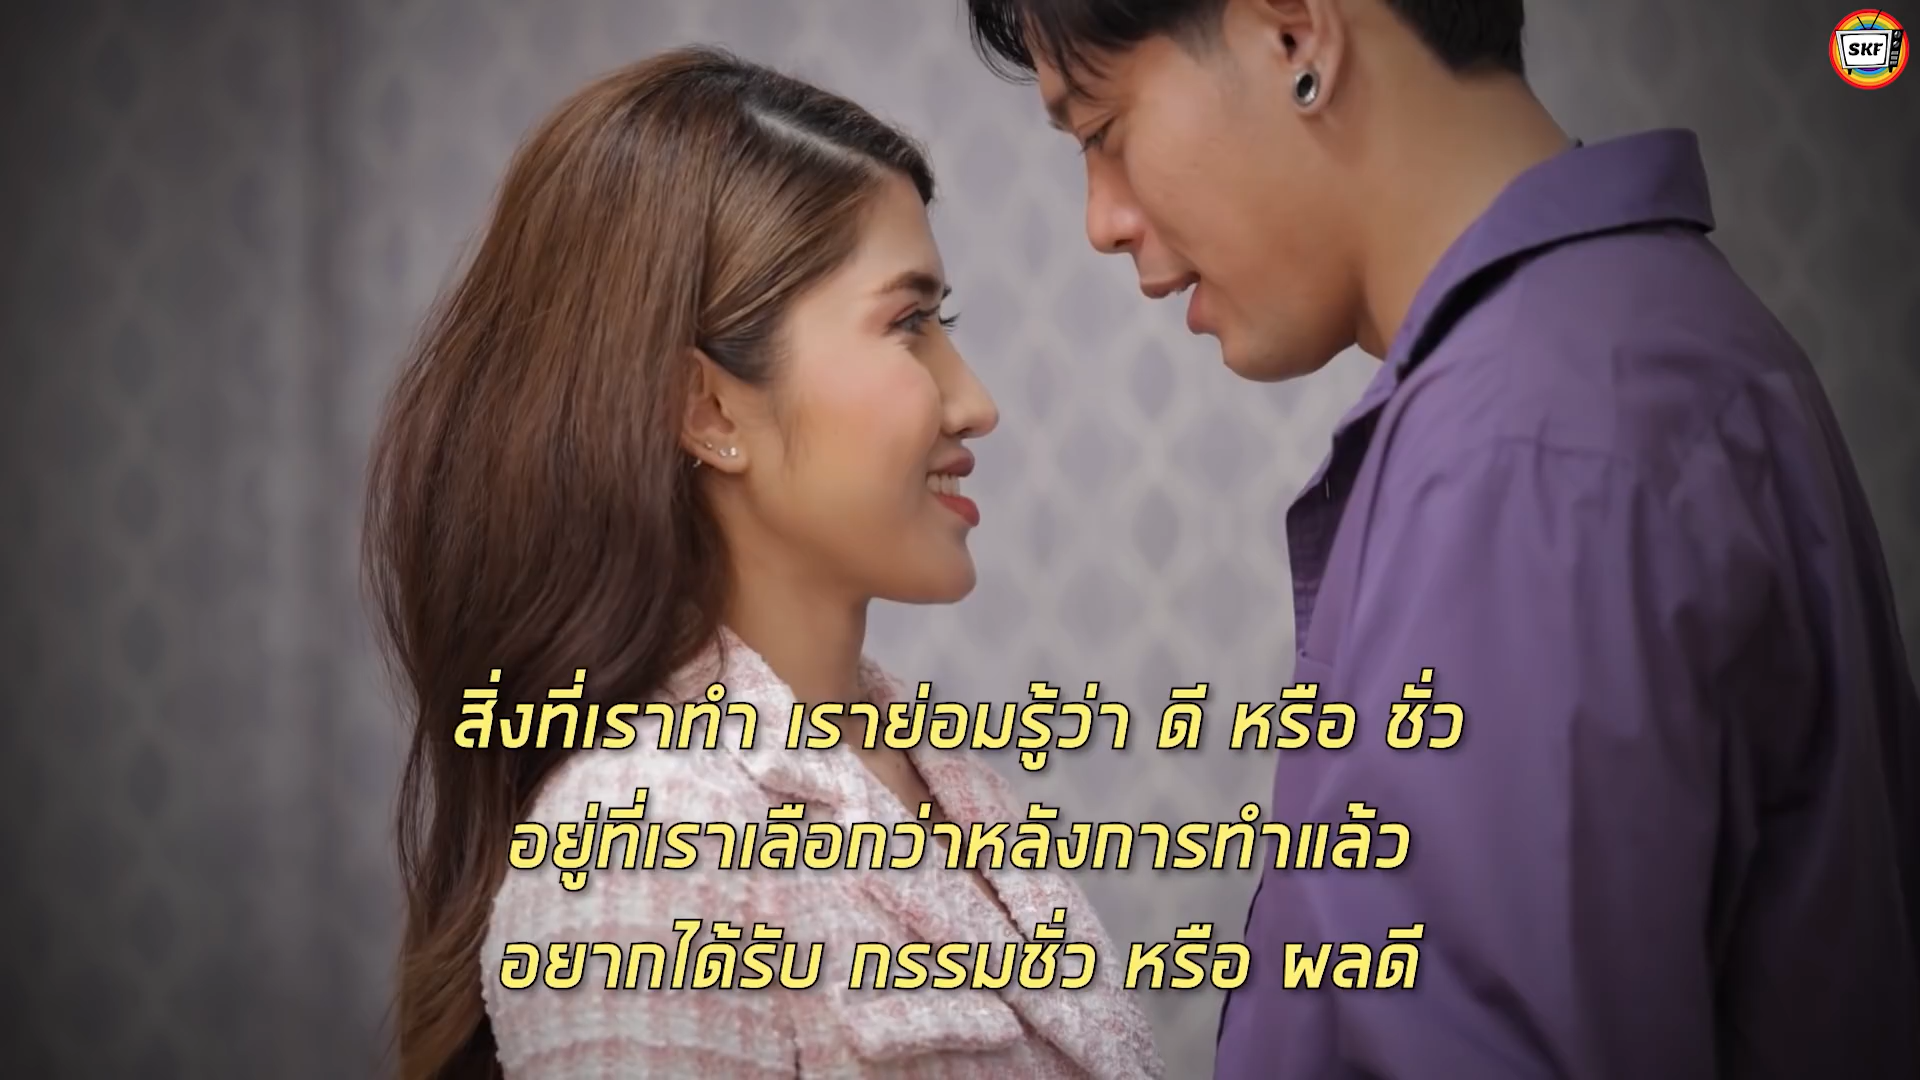 SKF
สิ่งที่เราทำ เราย่อมรู้ว่า ดี หรือ ชั่ว
อยู่ที่เราเลือกว่าหลังการทำแล้ว
อยากได้รับ กรรมชั่ว หรือ ผลดี